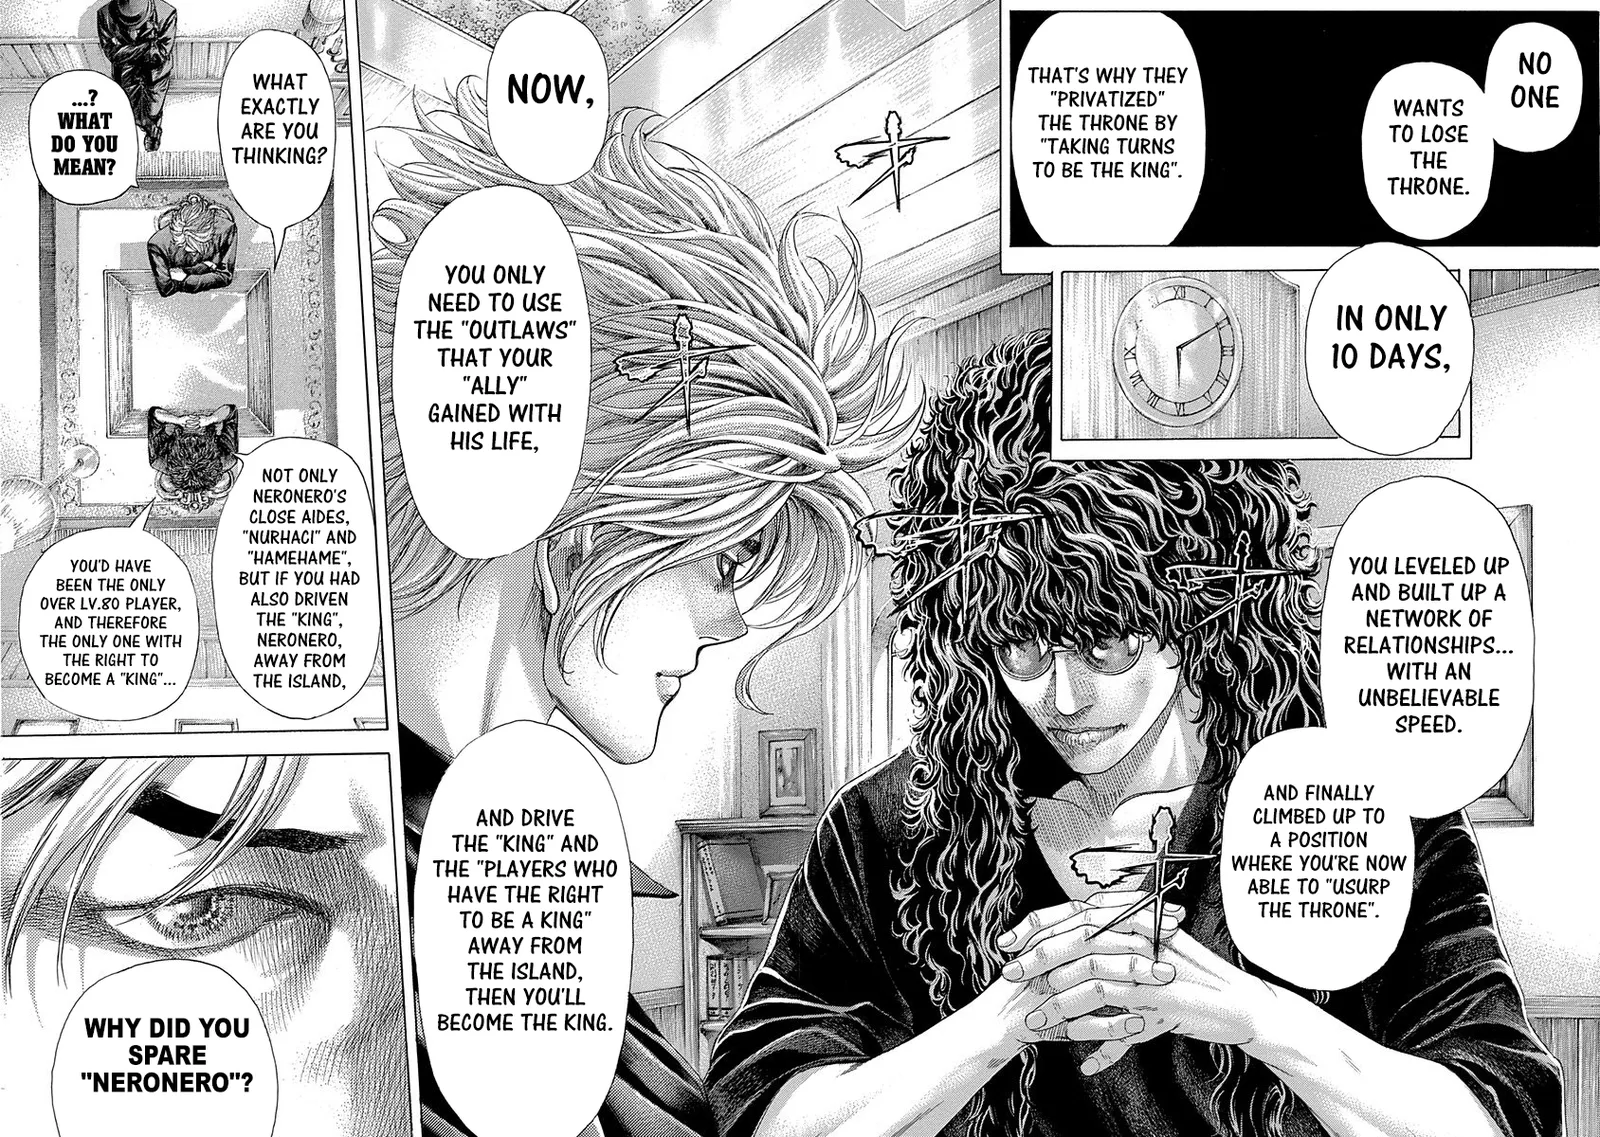 NO
ONE
WANTS
TO LOSE
THE
THRONE.
THAT'S WHY THEY
"PRIVATIZED"
THE THRONE BY
"TAKING TURNS
TO BE THE KING".
IN ONLY
10 DAYS,
YOU LEVELED UP
AND BUILT UP A
NETWORK OF
RELATIONSHIPS...
WITH AN
UNBELIEVABLE
SPEED.
AND FINALLY
CLIMBED UP TO
A POSITION
WHERE YOU'RE NOW
ABLE TO "USURP
THE THRONE".
NOW,
YOU ONLY
NEED TO USE
THE "OUTLAWS"
THAT YOUR
"ALLY"
GAINED WITH
HIS LIFE,
AND DRIVE
THE "KING" AND
THE "PLAYERS WHO
HAVE THE RIGHT
TO BE A KING"
AWAY FROM
THE ISLAND,
THEN YOU'LL
BECOME THE KING.
WHAT
EXACTLY
ARE YOU
THINKING?
...?
WHAT
DO YOU
MEAN?
NOT ONLY
NERONERO'S
CLOSE AIDES,
"NURHACI" AND
"HAMEHAME",
BUT IF YOU HAD
ALSO DRIVEN
THE "KING",
NERONERO,
AWAY FROM
THE ISLAND,
YOU'D HAVE
BEEN THE ONLY
OVER LV.80 PLAYER,
AND THEREFORE
THE ONLY ONE WITH
THE RIGHT TO
BECOME A "KING"...
WHY DID YOU
SPARE
"NERONERO"?